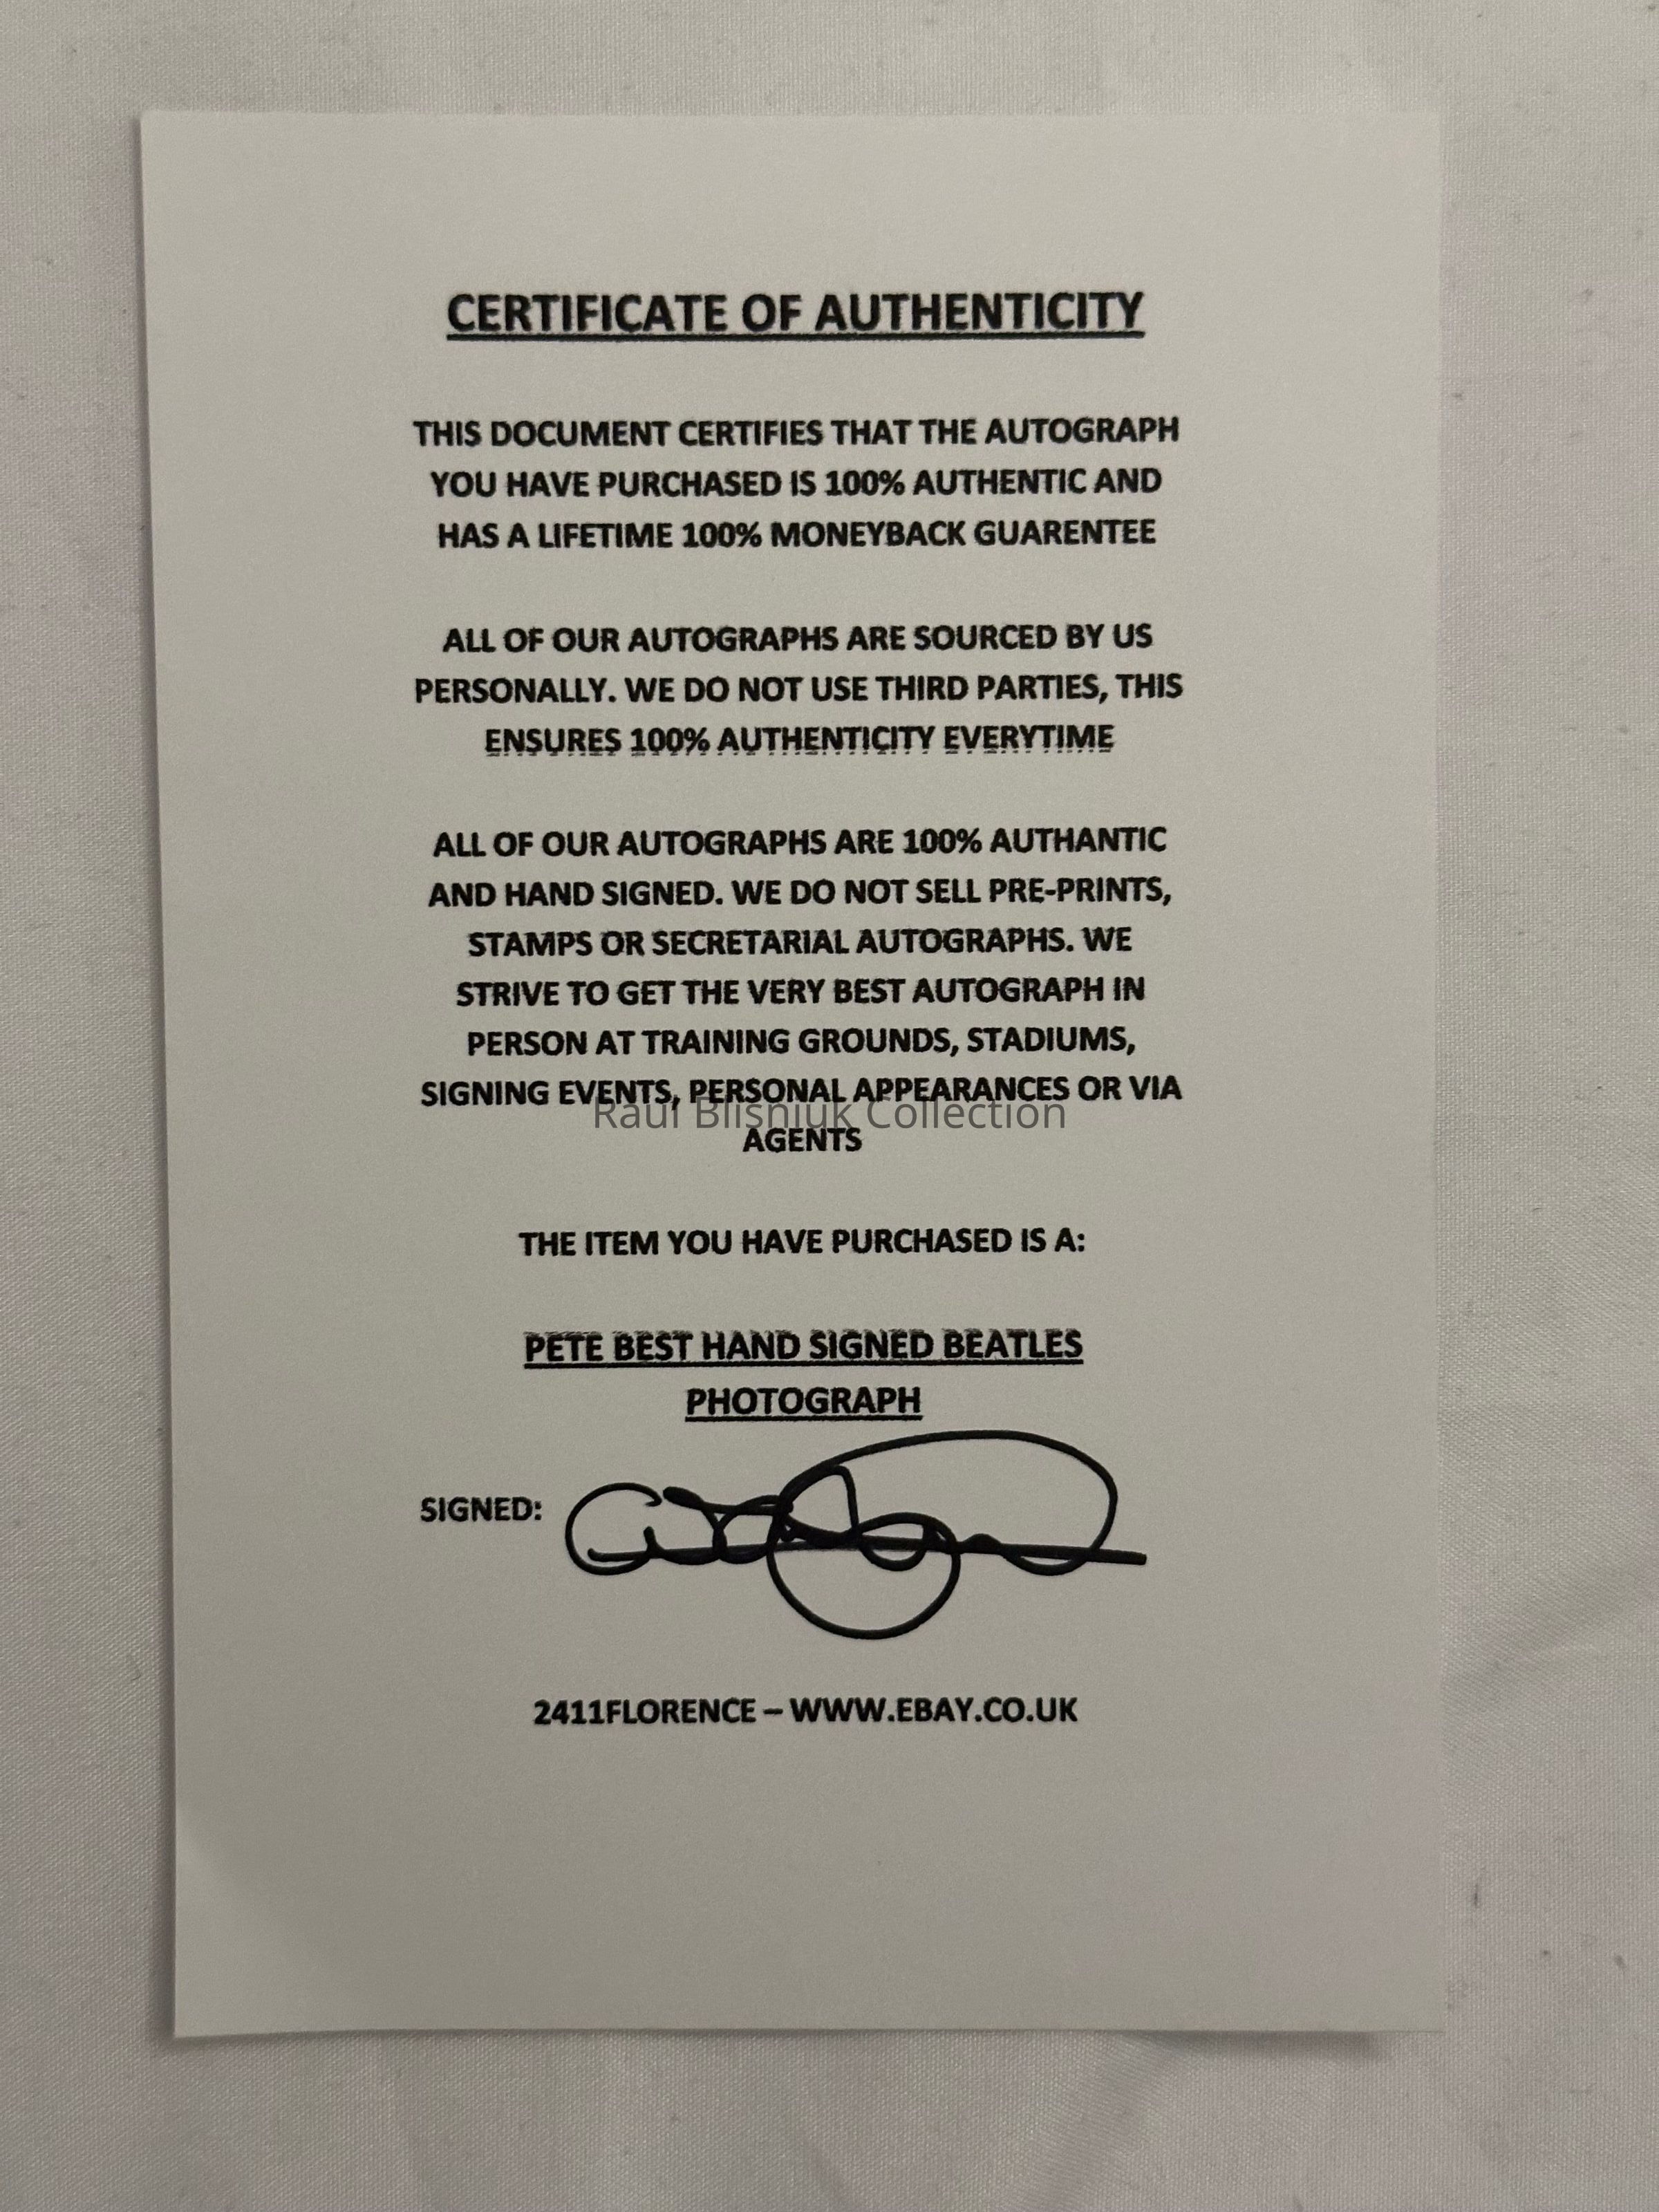 CERTIFICATE OF AUTHENTICITY
THIS DOCUMENT CERTIFIES THAT THE AUTOGRAPH
YOU HAVE PURCHASED IS 100% AUTHENTIC AND
HAS A LIFETIME 100% MONEYBACK GUARENTEE
ALL OF OUR AUTOGRAPHS ARE SOURCED BY US
PERSONALLY. WE DO NOT USE THIRD PARTIES, THIS
ENSURES 100% AUTHENTICITY EVERYTIME
ALL OF OUR AUTOGRAPHS ARE 100% AUTHANTIC
AND HAND SIGNED. WE DO NOT SELL PRE-PRINTS,
STAMPS OR SECRETARIAL AUTOGRAPHS. WE
STRIVE TO GET THE VERY BEST AUTOGRAPH IN
PERSON AT TRAINING GROUNDS, STADIUMS,
SIGNING EVENTS, PERSONAL APPEARANCES OR VIA
Raul Blisniuk Collection
AGENTS
THE ITEM YOU HAVE PURCHASED IS A:
PETE BEST HAND SIGNED BEATLES
PHOTOGRAPH
SIGNED:
2411FLORENCE – WWW.EBAY.CO.UK